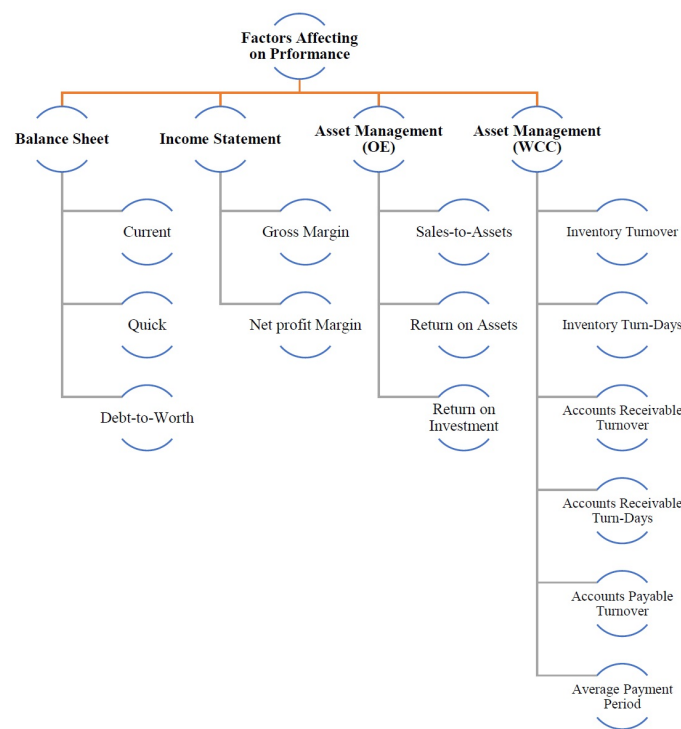 Factors Affecting
on Prformance
Balance Sheet
Income Statement
Asset Management
(OE)
Asset Management
(WCC)
Current
Gross Margin
Sales-to-Assets
Inventory Turnover
Quick
Net profit Margin
Return on Assets
Inventory Turn-Days
Debt-to-Worth
Return on
Investment
Accounts Receivable
Turnover
Accounts Receivable
Turn-Days
Accounts Payable
Turnover
Average Payment
Period